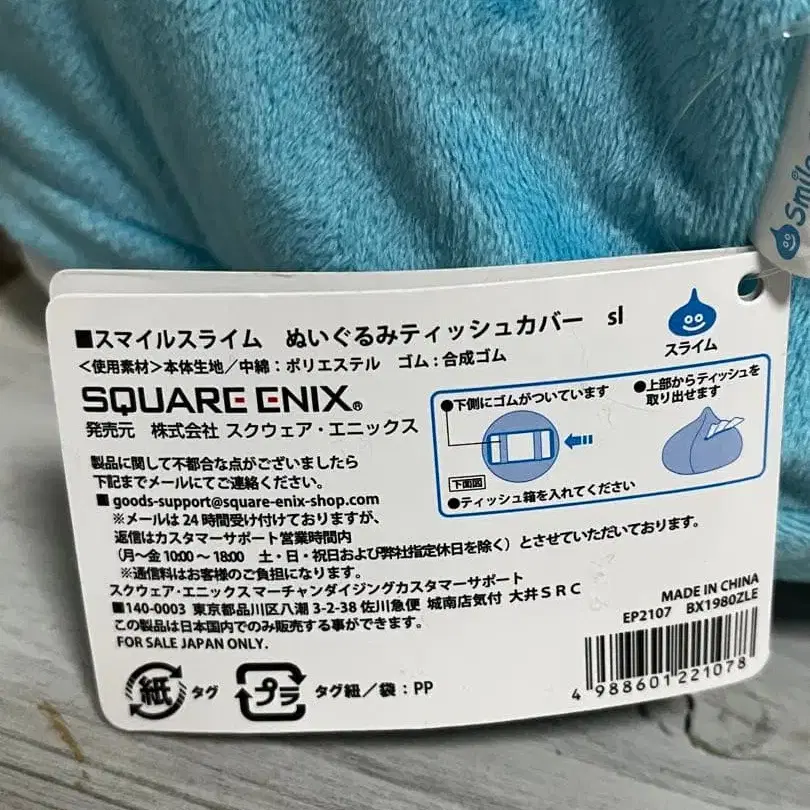 Smile
■スマイルスライム ぬいぐるみティッシュカバー sl
スライム
<使用素材>本体生地/中綿:ポリエステル ゴム:合成ゴム
SQUARE ENIX®
発売元 株式会社 スクウェア・エニックス
●下側にゴムがついています
下面図
●ティッシュ箱を入れてください
●上部からティッシュを
取り出せます
製品に関して不都合な点がございましたら
下記までメールにてご連絡ください。
■goods-support@square-enix-shop.com
※メールは24時間受け付けておりますが、
返信はカスタマーサポート営業時間内
(月〜金 10:00〜18:00 土・日・祝日および弊社指定休日を除く)とさせていただいております。
※通信料はお客様のご負担になります。
スクウェア・エニックスマーチャンダイジングカスタマーサポート
■140-0003 東京都品川区八潮 3-2-38 佐川急便 城南店気付 大井SRC
この製品は日本国内でのみ販売する事ができます。
FOR SALE JAPAN ONLY.
MADE IN CHINA
EP2107 BX1980ZLE
4 988601 221078
紙 タグ
プラ タグ紐/袋:PP